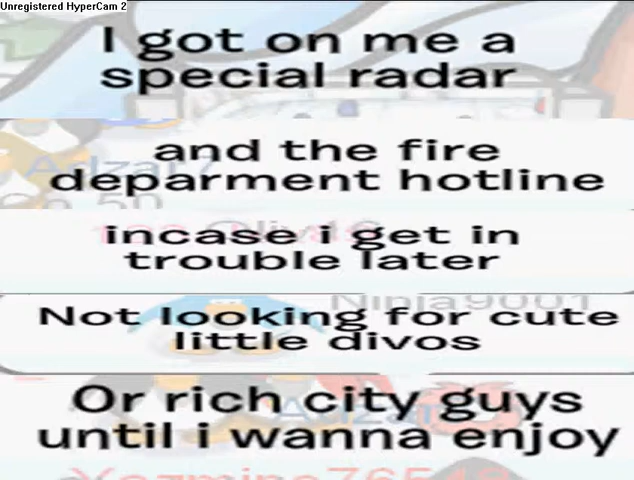 Unregistered HyperCam 2
I got on me a
special radar
and the fire
deparment hotline
incase i get in
trouble later
Ninja9001
Not looking for cute
little divos
Or rich city guys
until i wanna enjoy